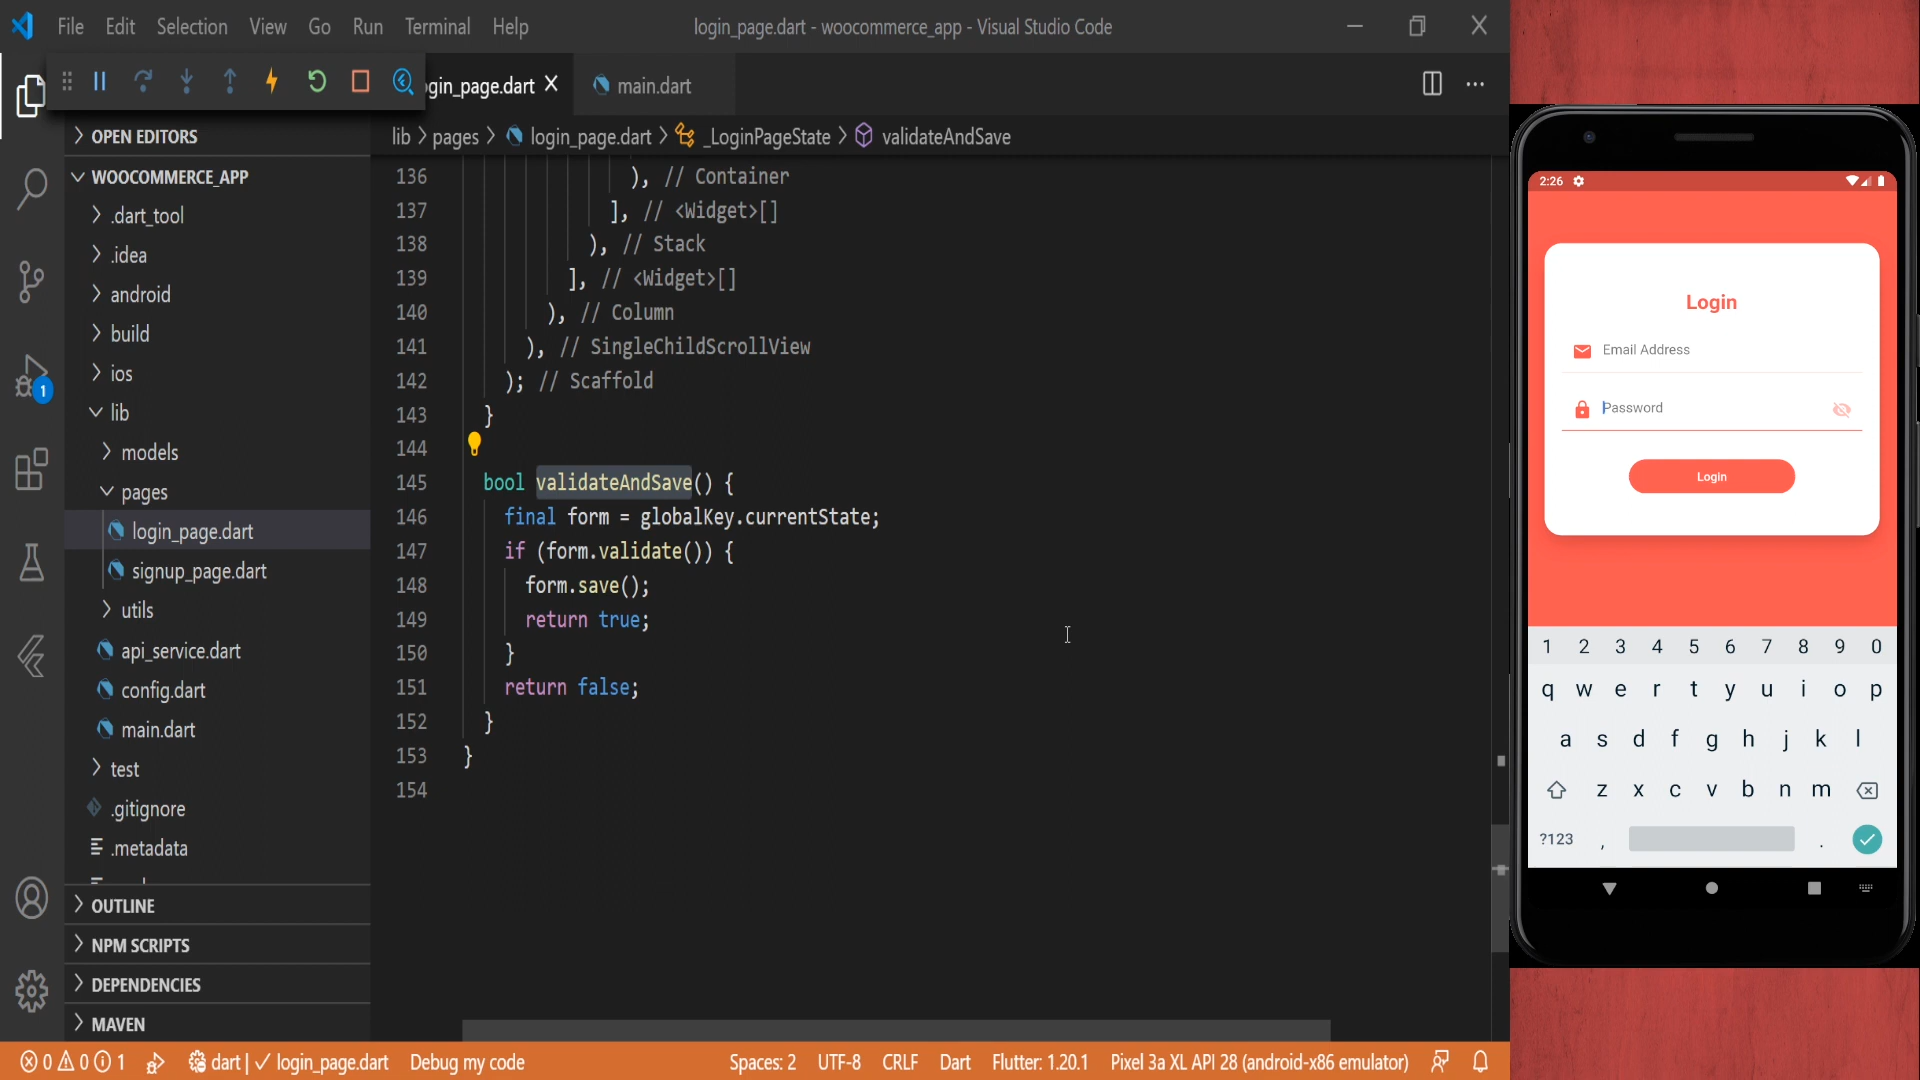 File Edit Selection View Go Run Terminal Help
login_page.dart - woocommerce_app - Visual Studio Code
gin_page.dart
main.dart
lib > pages > login_page.dart > _LoginPageState > validateAndSave
OPEN EDITORS
WOOCOMMERCE_APP
.dart_tool
.idea
android
build
ios
lib
models
pages
login_page.dart
signup_page.dart
utils
api_service.dart
config.dart
main.dart
test
.gitignore
.metadata
OUTLINE
NPM SCRIPTS
DEPENDENCIES
MAVEN
1
136 ), // Container
137 ], // <Widget>[]
138 ), // Stack
139 ], // <Widget>[]
140 ), // Column
141 ), // SingleChildScrollView
142 ); // Scaffold
143 }
144
145 bool validateAndSave() {
146 final form = globalKey.currentState;
147 if (form.validate()) {
148 form.save();
149 return true;
150 }
151 return false;
152 }
153 }
154
0 0 1 dart | ✓ login_page.dart Debug my code
Spaces: 2 UTF-8 CRLF Dart Flutter: 1.20.1 Pixel 3a XL API 28 (android-x86 emulator)
2:26
Login
Email Address
Password
Login
1 2 3 4 5 6 7 8 9 0
q w e r t y u i o p
a s d f g h j k l
z x c v b n m
?123 , .